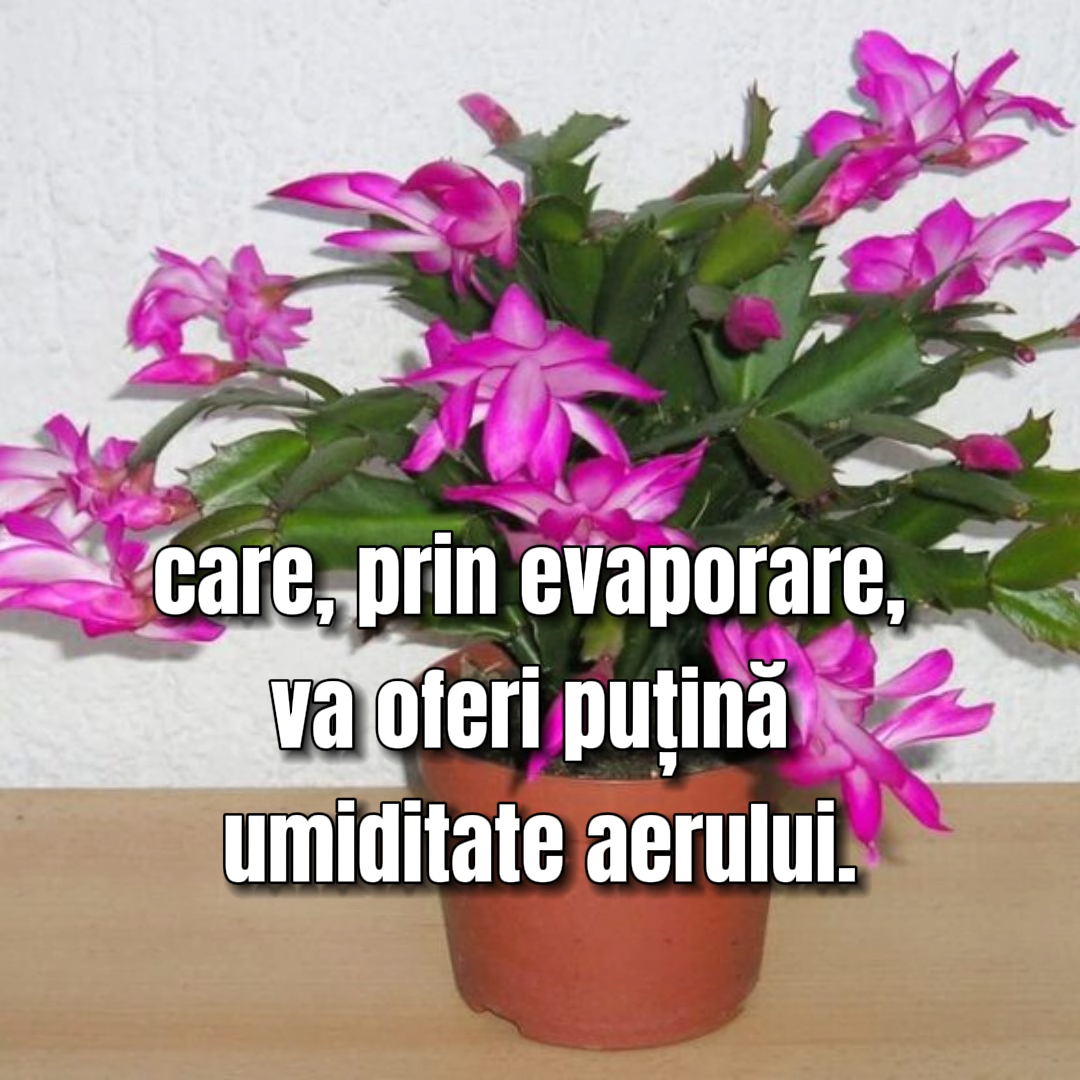 care, prin evaporare,
va oferi puțină
umiditate aerului.